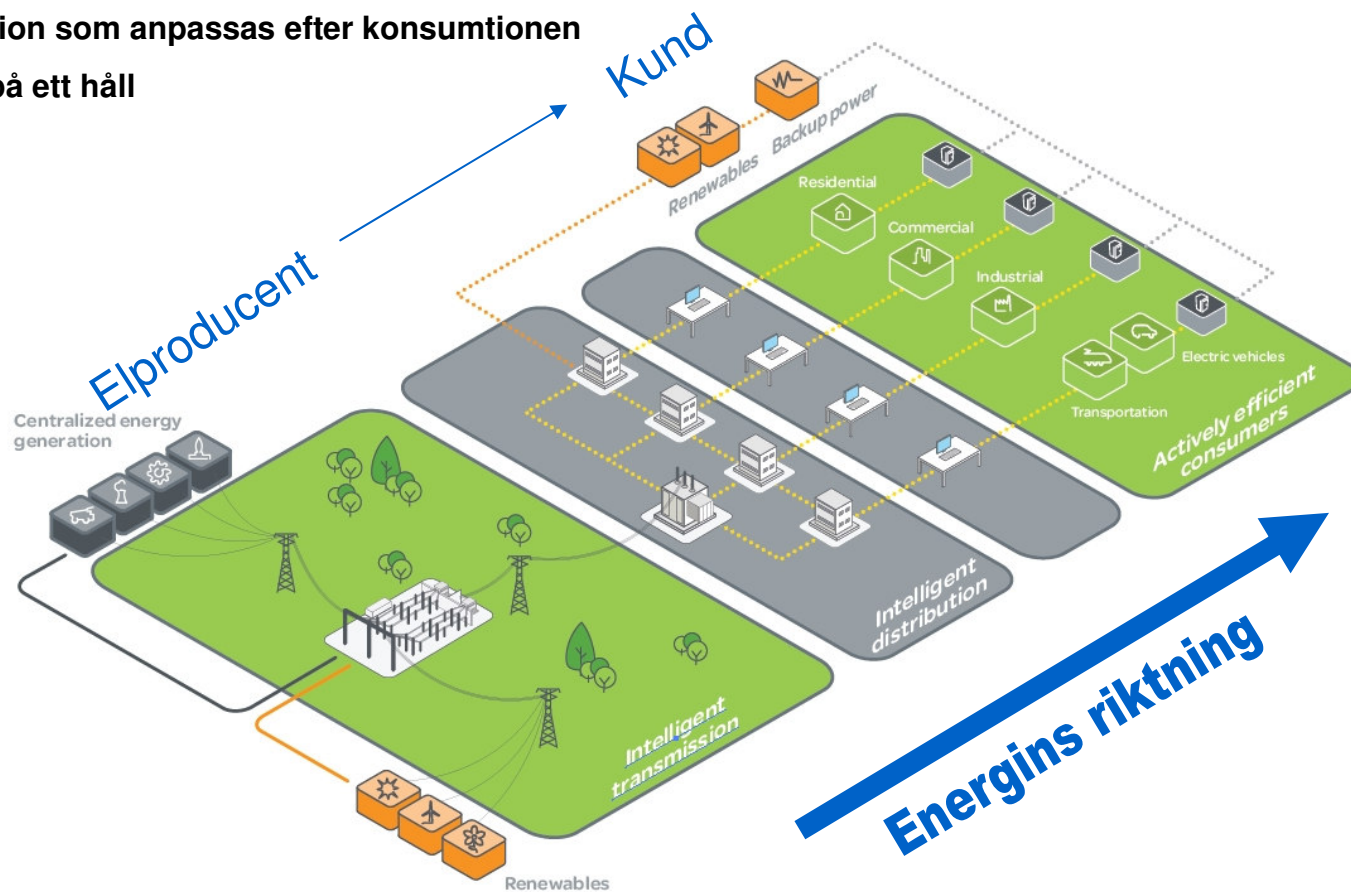 ion som anpassas efter konsumtionen
på ett håll
Elproducent
Kund
Renewables
Backup power
Residential
Commercial
Industrial
Electric vehicles
Transportation
Actively efficient
consumers
Centralized energy
generation
Intelligent
distribution
Intelligent
transmission
Energins riktning
Renewables